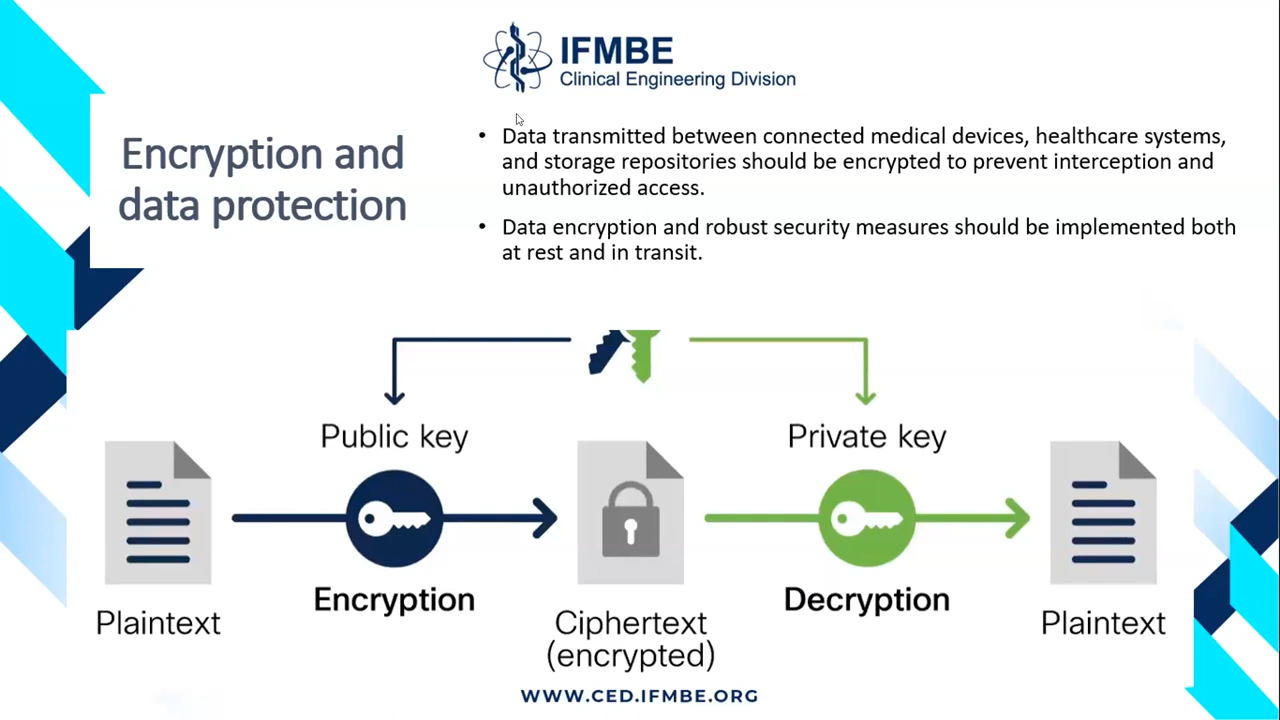 IFMBE
Clinical Engineering Division
Encryption and
data protection
• Data transmitted between connected medical devices, healthcare systems,
and storage repositories should be encrypted to prevent interception and
unauthorized access.
• Data encryption and robust security measures should be implemented both
at rest and in transit.
Public key
Private key
Encryption
Decryption
Plaintext
Ciphertext
(encrypted)
Plaintext
WWW.CED.IFMBE.ORG